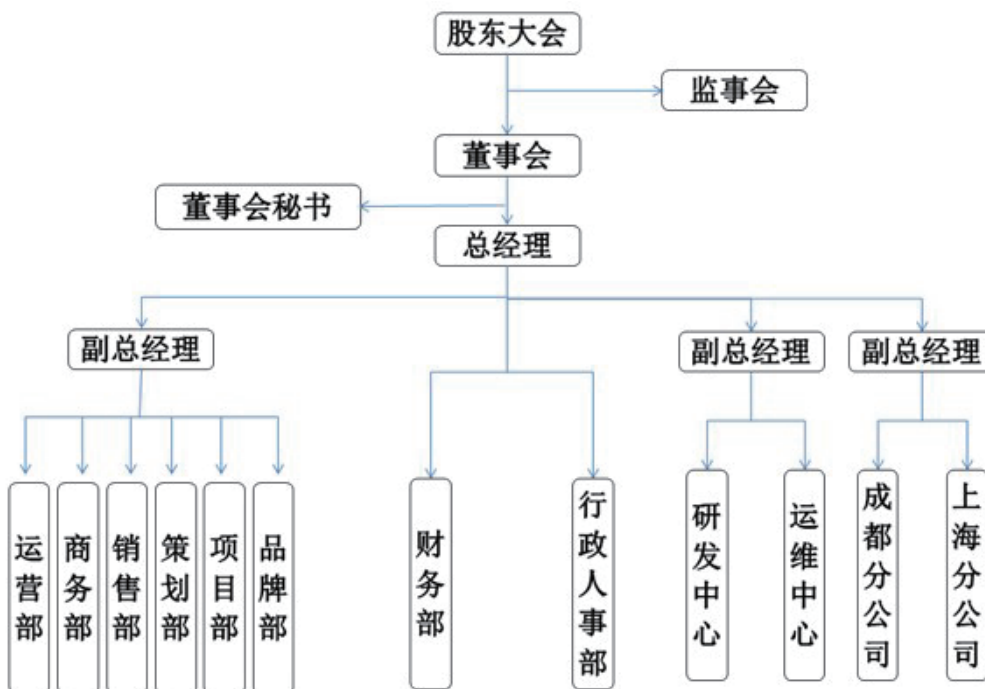 股东大会
监事会
董事会
董事会秘书
总经理
副总经理
副总经理
副总经理
运营部
商务部
销售部
策划部
项目部
品牌部
财务部
行政人事部
研发中心
运维中心
成都分公司
上海分公司